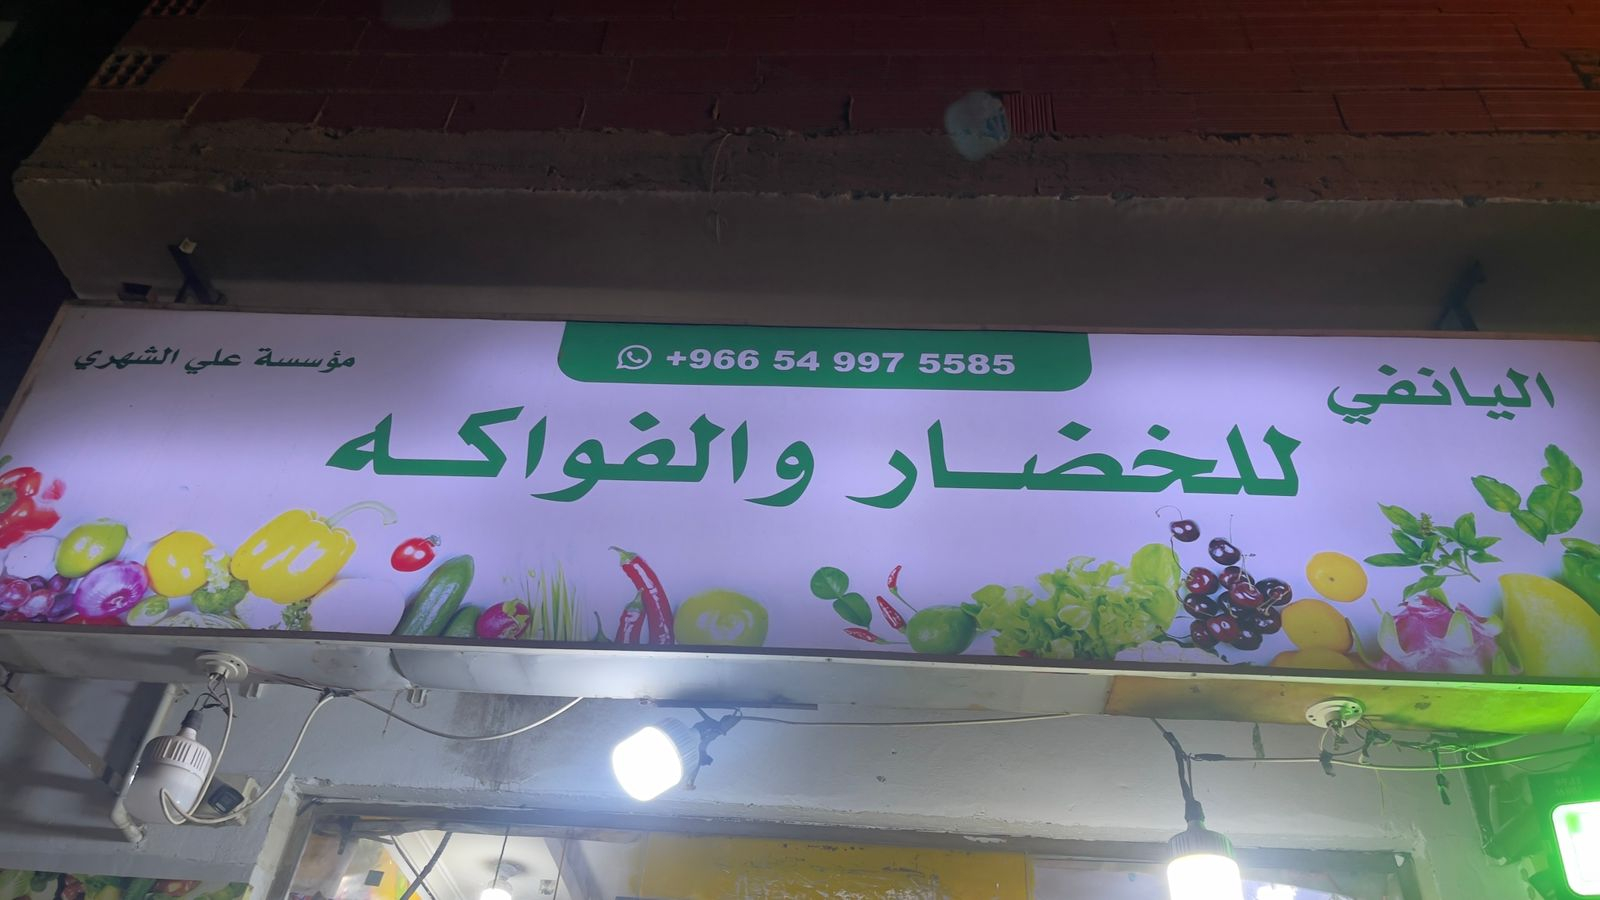 اليانفي
+966 54 997 5585
مؤسسة علي الشهري
للخضار والفواكه